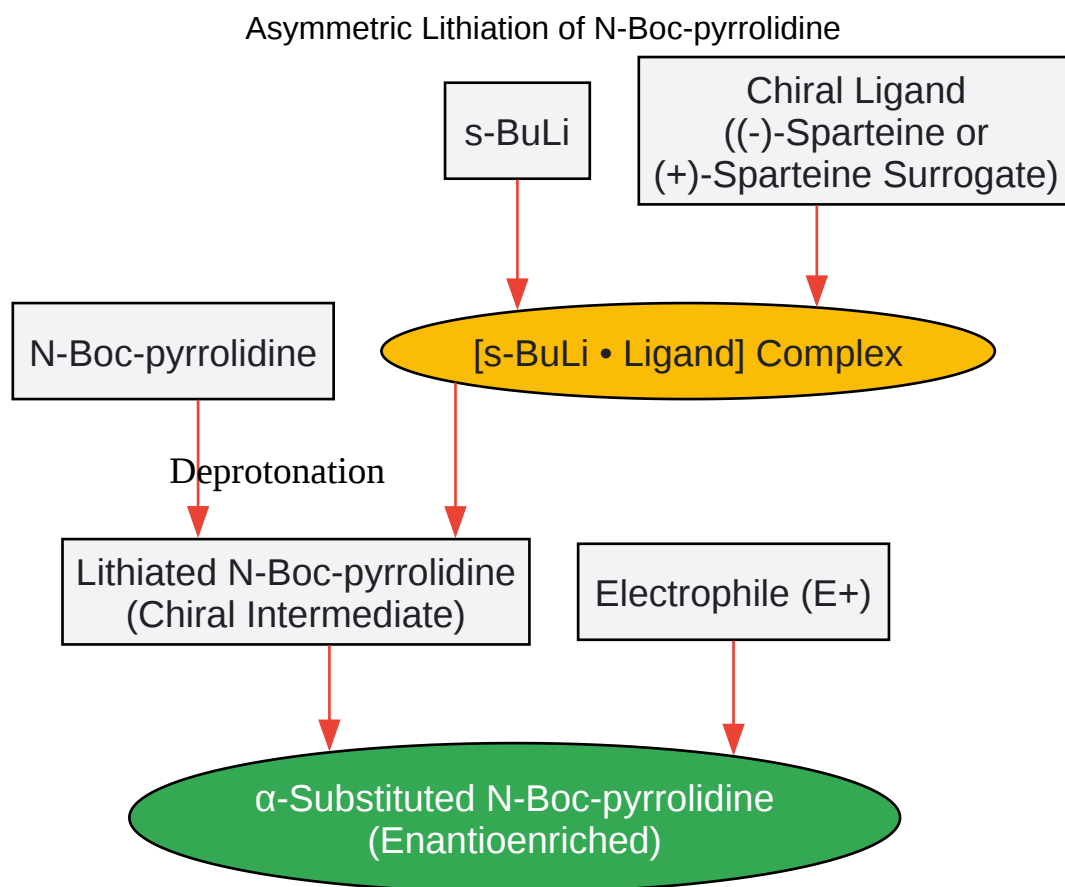 Asymmetric Lithiation of N-Boc-pyrrolidine
s-BuLi
Chiral Ligand
((-)-Sparteine or
(+)-Sparteine Surrogate)
N-Boc-pyrrolidine
[s-BuLi • Ligand] Complex
Deprotonation
Lithiated N-Boc-pyrrolidine
(Chiral Intermediate)
Electrophile (E+)
α-Substituted N-Boc-pyrrolidine
(Enantioenriched)